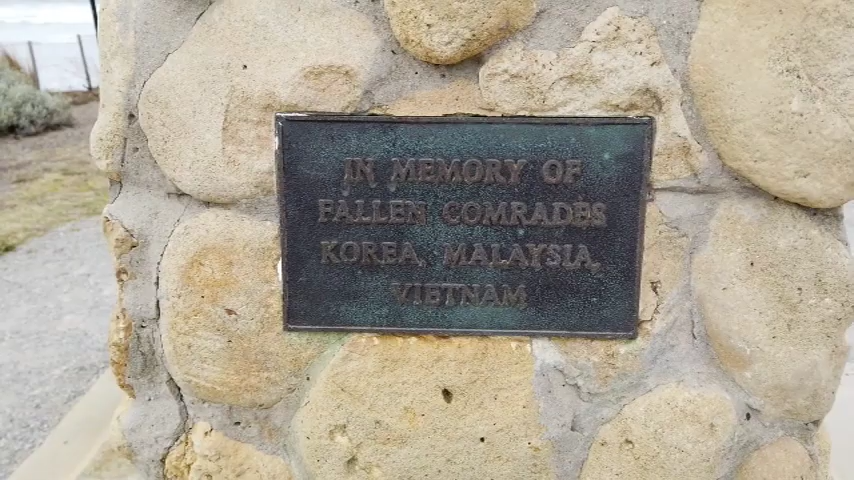 IN MEMORY OF
FALLEN COMRADES
KOREA, MALAYSIA,
VIETNAM